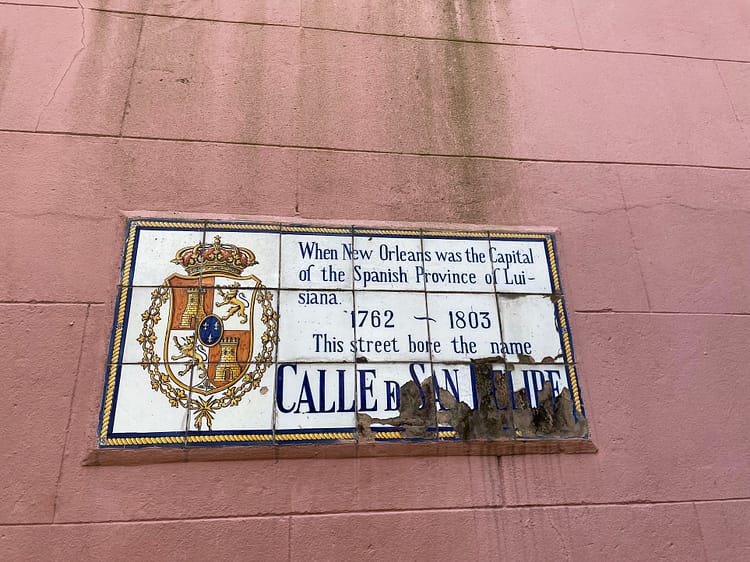 When New Orleans was the Capital
of the Spanish Province of Lui-
siana.
1762 — 1803
This street bore the name
CALLE D SAN FELIPE